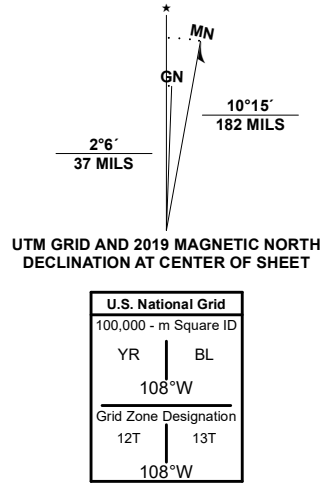 ★
MN
GN
10°15´
182 MILS
2°6´
37 MILS
UTM GRID AND 2019 MAGNETIC NORTH
DECLINATION AT CENTER OF SHEET
U.S. National Grid
100,000 - m Square ID
YR BL
108°W
Grid Zone Designation
12T 13T
108°W